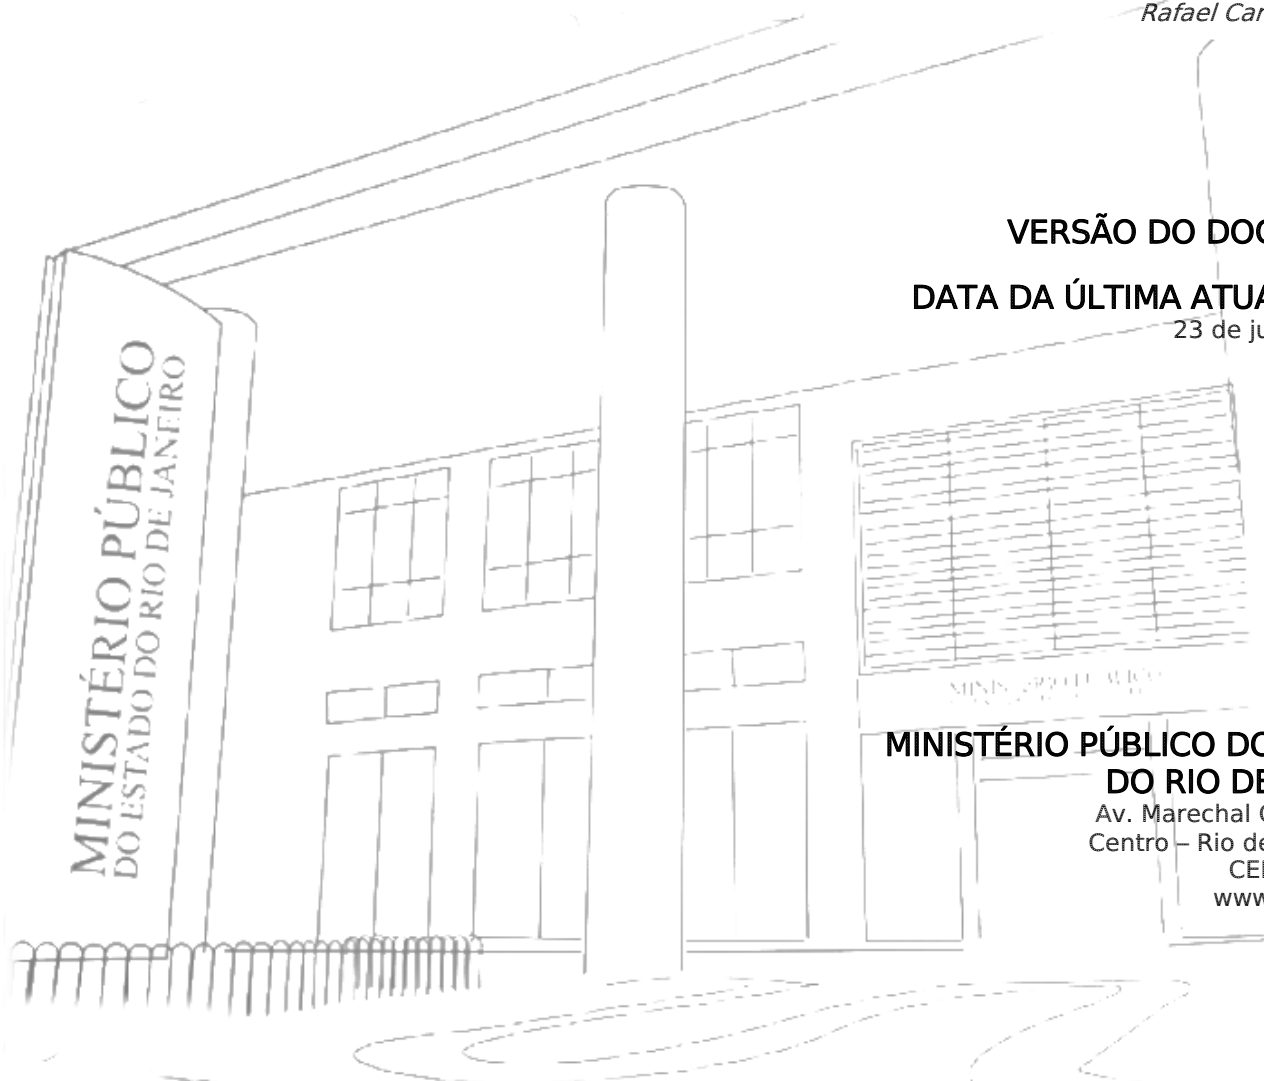 Rafael Car
VERSÃO DO DOC
DATA DA ÚLTIMA ATUA
23 de ju
MINISTÉRIO PÚBLICO
DO ESTADO DO RIO DE JANEIRO
MINISTÉRIO PÚBLICO DO
DO RIO DE
Av. Marechal C
Centro – Rio de
CEP
www